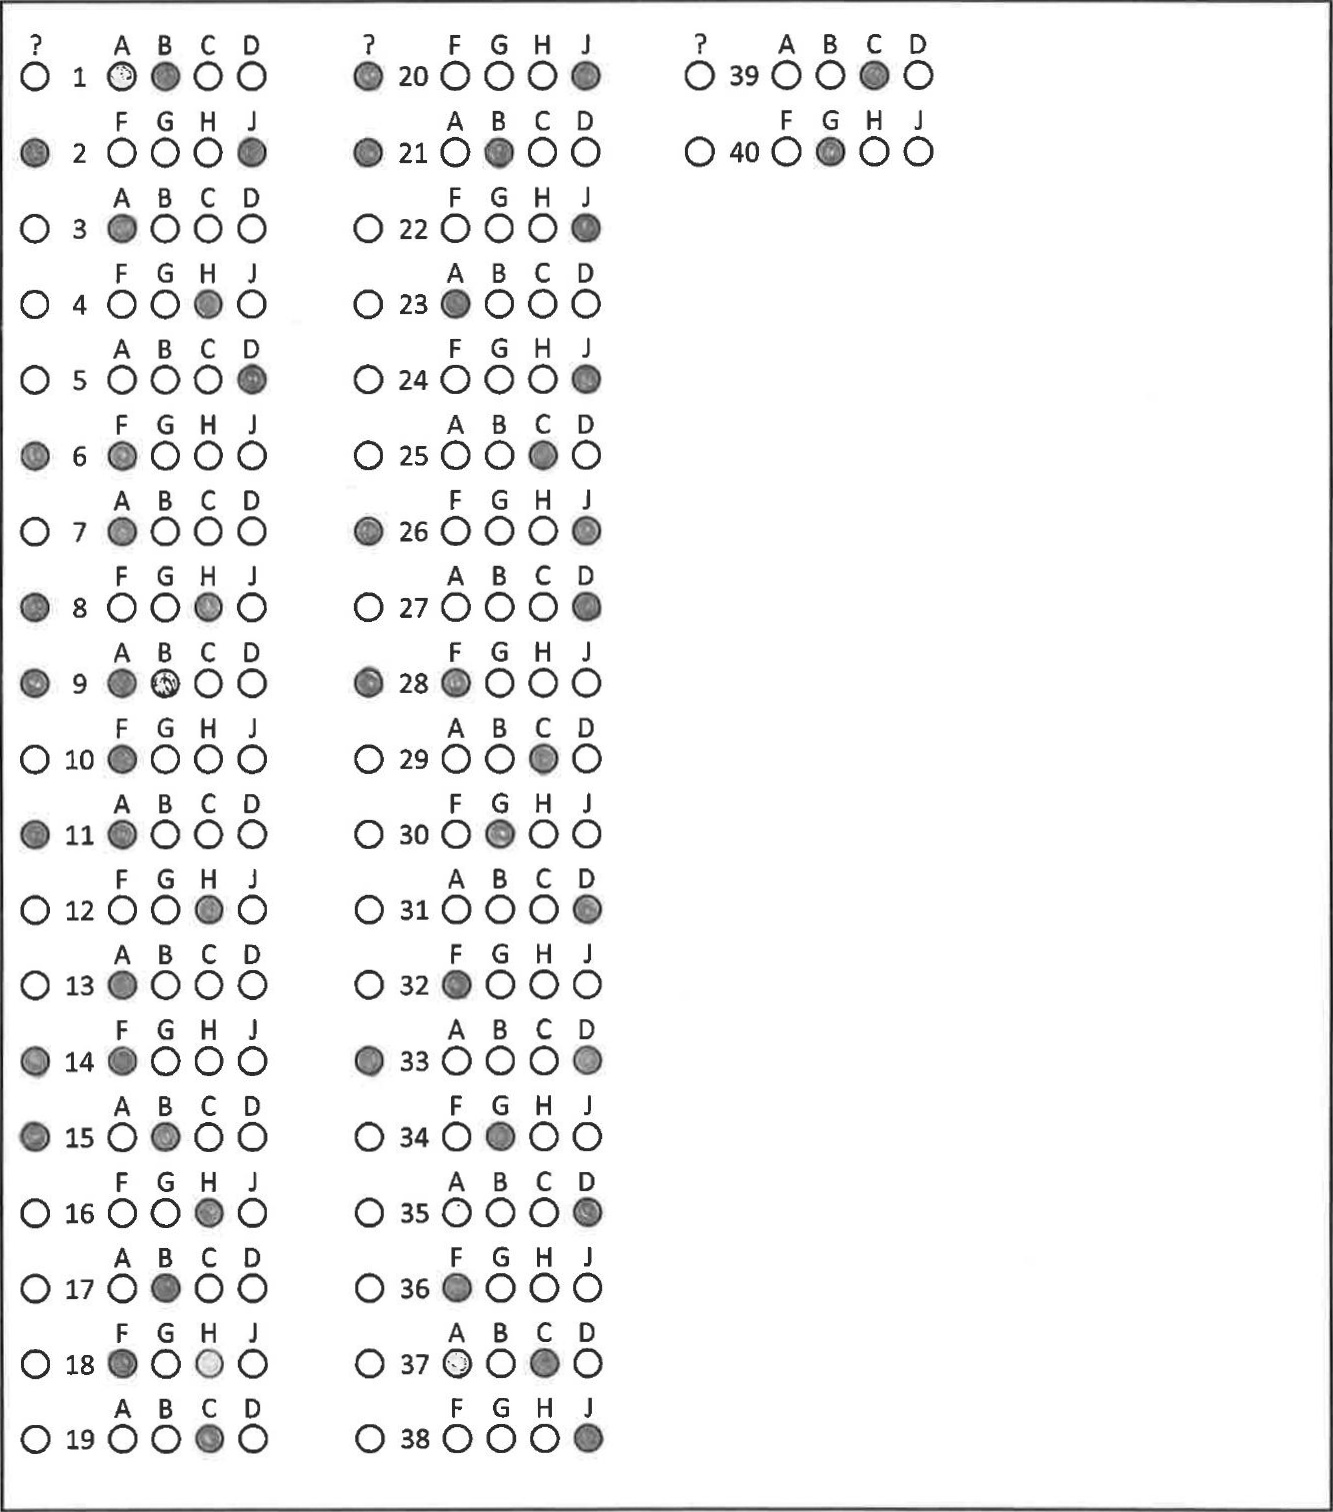 ? A B C D
1
F G H J
2
A B C D
3
F G H J
4
A B C D
5
F G H J
6
A B C D
7
F G H J
8
A B C D
9
F G H J
10
A B C D
11
F G H J
12
A B C D
13
F G H J
14
A B C D
15
F G H J
16
A B C D
17
F G H J
18
A B C D
19
? F G H J
20
A B C D
21
F G H J
22
A B C D
23
F G H J
24
A B C D
25
F G H J
26
A B C D
27
F G H J
28
A B C D
29
F G H J
30
A B C D
31
F G H J
32
A B C D
33
F G H J
34
A B C D
35
F G H J
36
A B C D
37
F G H J
38
? A B C D
39
F G H J
40